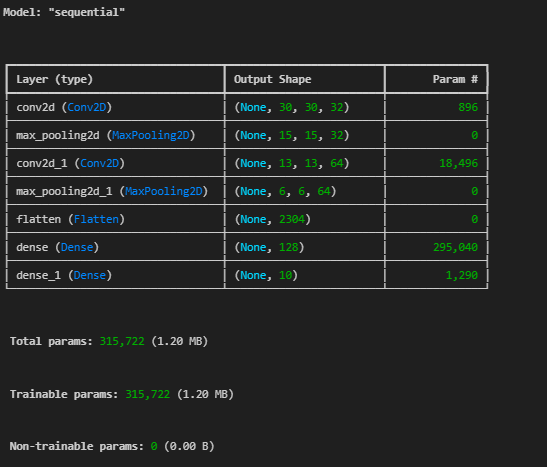 Model: "sequential"
Layer (type) Output Shape Param #
conv2d (Conv2D) (None, 30, 30, 32) 896
max_pooling2d (MaxPooling2D) (None, 15, 15, 32) 0
conv2d_1 (Conv2D) (None, 13, 13, 64) 18,496
max_pooling2d_1 (MaxPooling2D) (None, 6, 6, 64) 0
flatten (Flatten) (None, 2304) 0
dense (Dense) (None, 128) 295,040
dense_1 (Dense) (None, 10) 1,290
Total params: 315,722 (1.20 MB)
Trainable params: 315,722 (1.20 MB)
Non-trainable params: 0 (0.00 B)